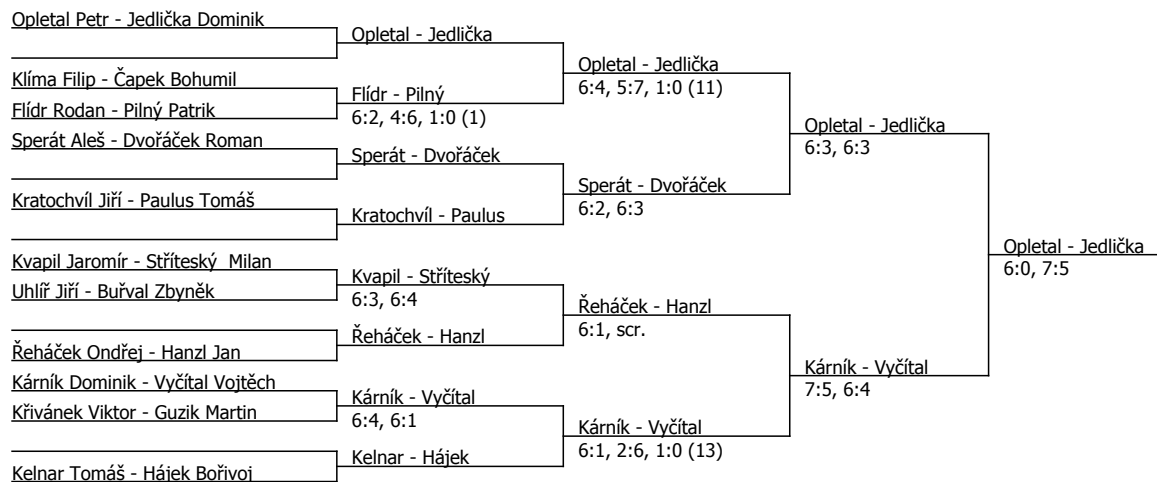 Opletal Petr - Jedlička Dominik
Opletal - Jedlička
Opletal - Jedlička
6:4, 5:7, 1:0 (11)
Klíma Filip - Čapek Bohumil
Flídr - Pilný
6:2, 4:6, 1:0 (1)
Flídr Rodan - Pilný Patrik
Opletal - Jedlička
6:3, 6:3
Sperát Aleš - Dvořáček Roman
Sperát - Dvořáček
Sperát - Dvořáček
6:2, 6:3
Kratochvíl Jiří - Paulus Tomáš
Kratochvíl - Paulus
Opletal - Jedlička
6:0, 7:5
Kvapil Jaromír - Stříteský  Milan
Kvapil - Stříteský
6:3, 6:4
Uhlíř Jiří - Buřval Zbyněk
Řeháček - Hanzl
6:1, scr.
Řeháček - Hanzl
Řeháček Ondřej - Hanzl Jan
Kárník - Vyčítal
7:5, 6:4
Kárník Dominik - Vyčítal Vojtěch
Kárník - Vyčítal
6:4, 6:1
Křivánek Viktor - Guzik Martin
Kárník - Vyčítal
6:1, 2:6, 1:0 (13)
Kelnar - Hájek
Kelnar Tomáš - Hájek Bořivoj